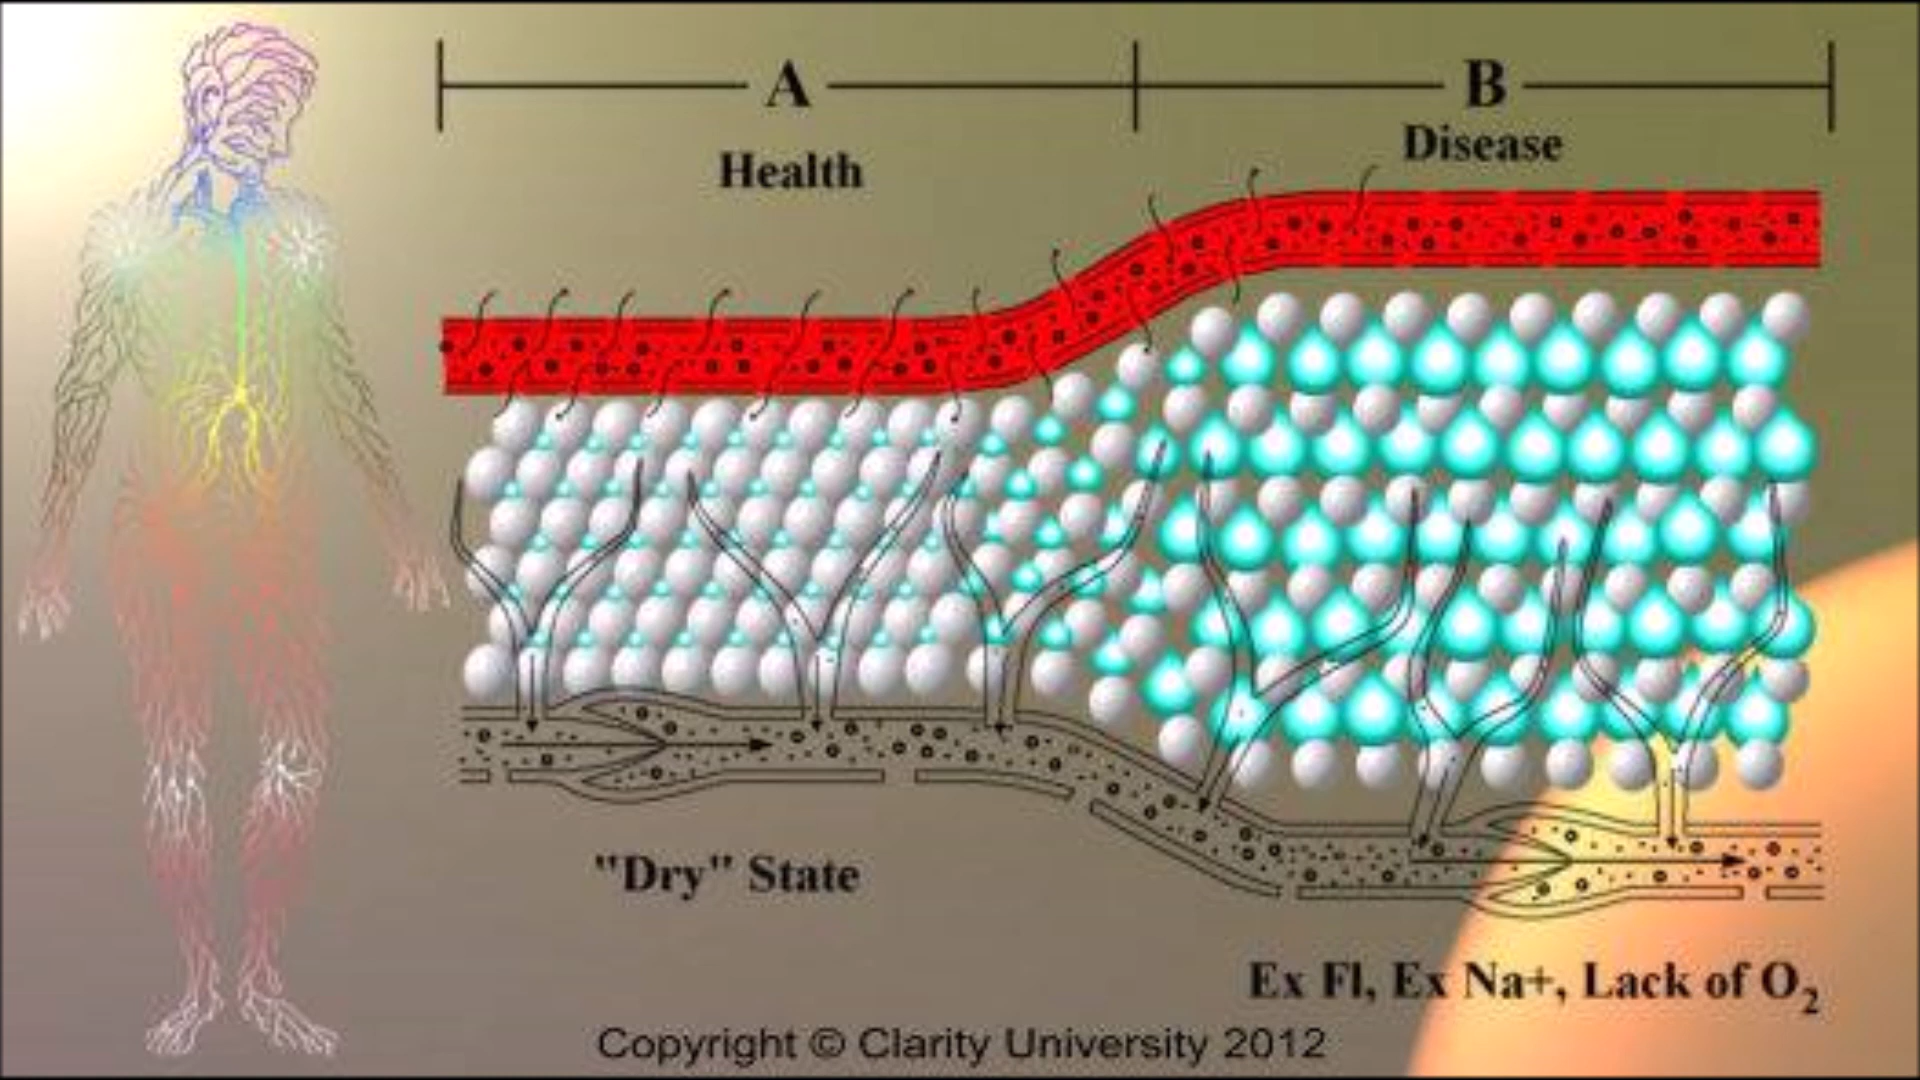 A
B
Health
Disease
"Dry" State
Ex Fl, Ex Na+, Lack of O₂
Copyright © Clarity University 2012